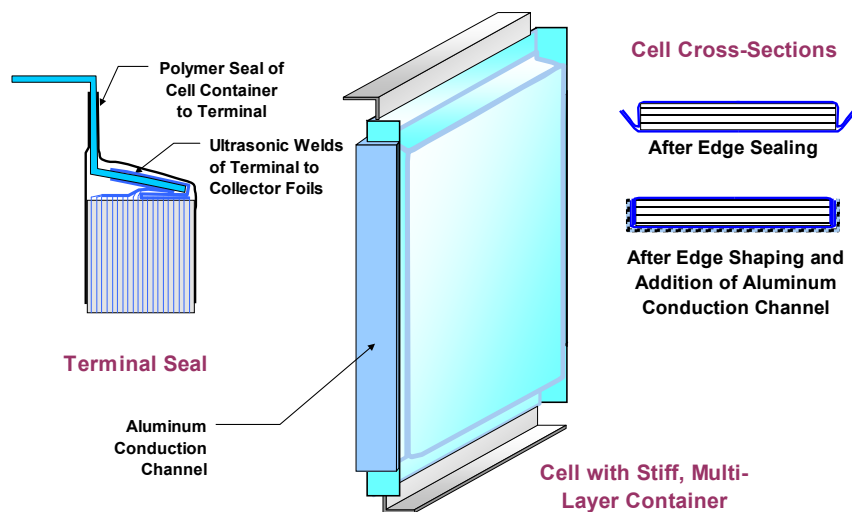 Polymer Seal of
Cell Container
to Terminal
Ultrasonic Welds
of Terminal to
Collector Foils
Terminal Seal
Aluminum
Conduction
Channel
Cell with Stiff, Multi-
Layer Container
Cell Cross-Sections
After Edge Sealing
After Edge Shaping and
Addition of Aluminum
Conduction Channel